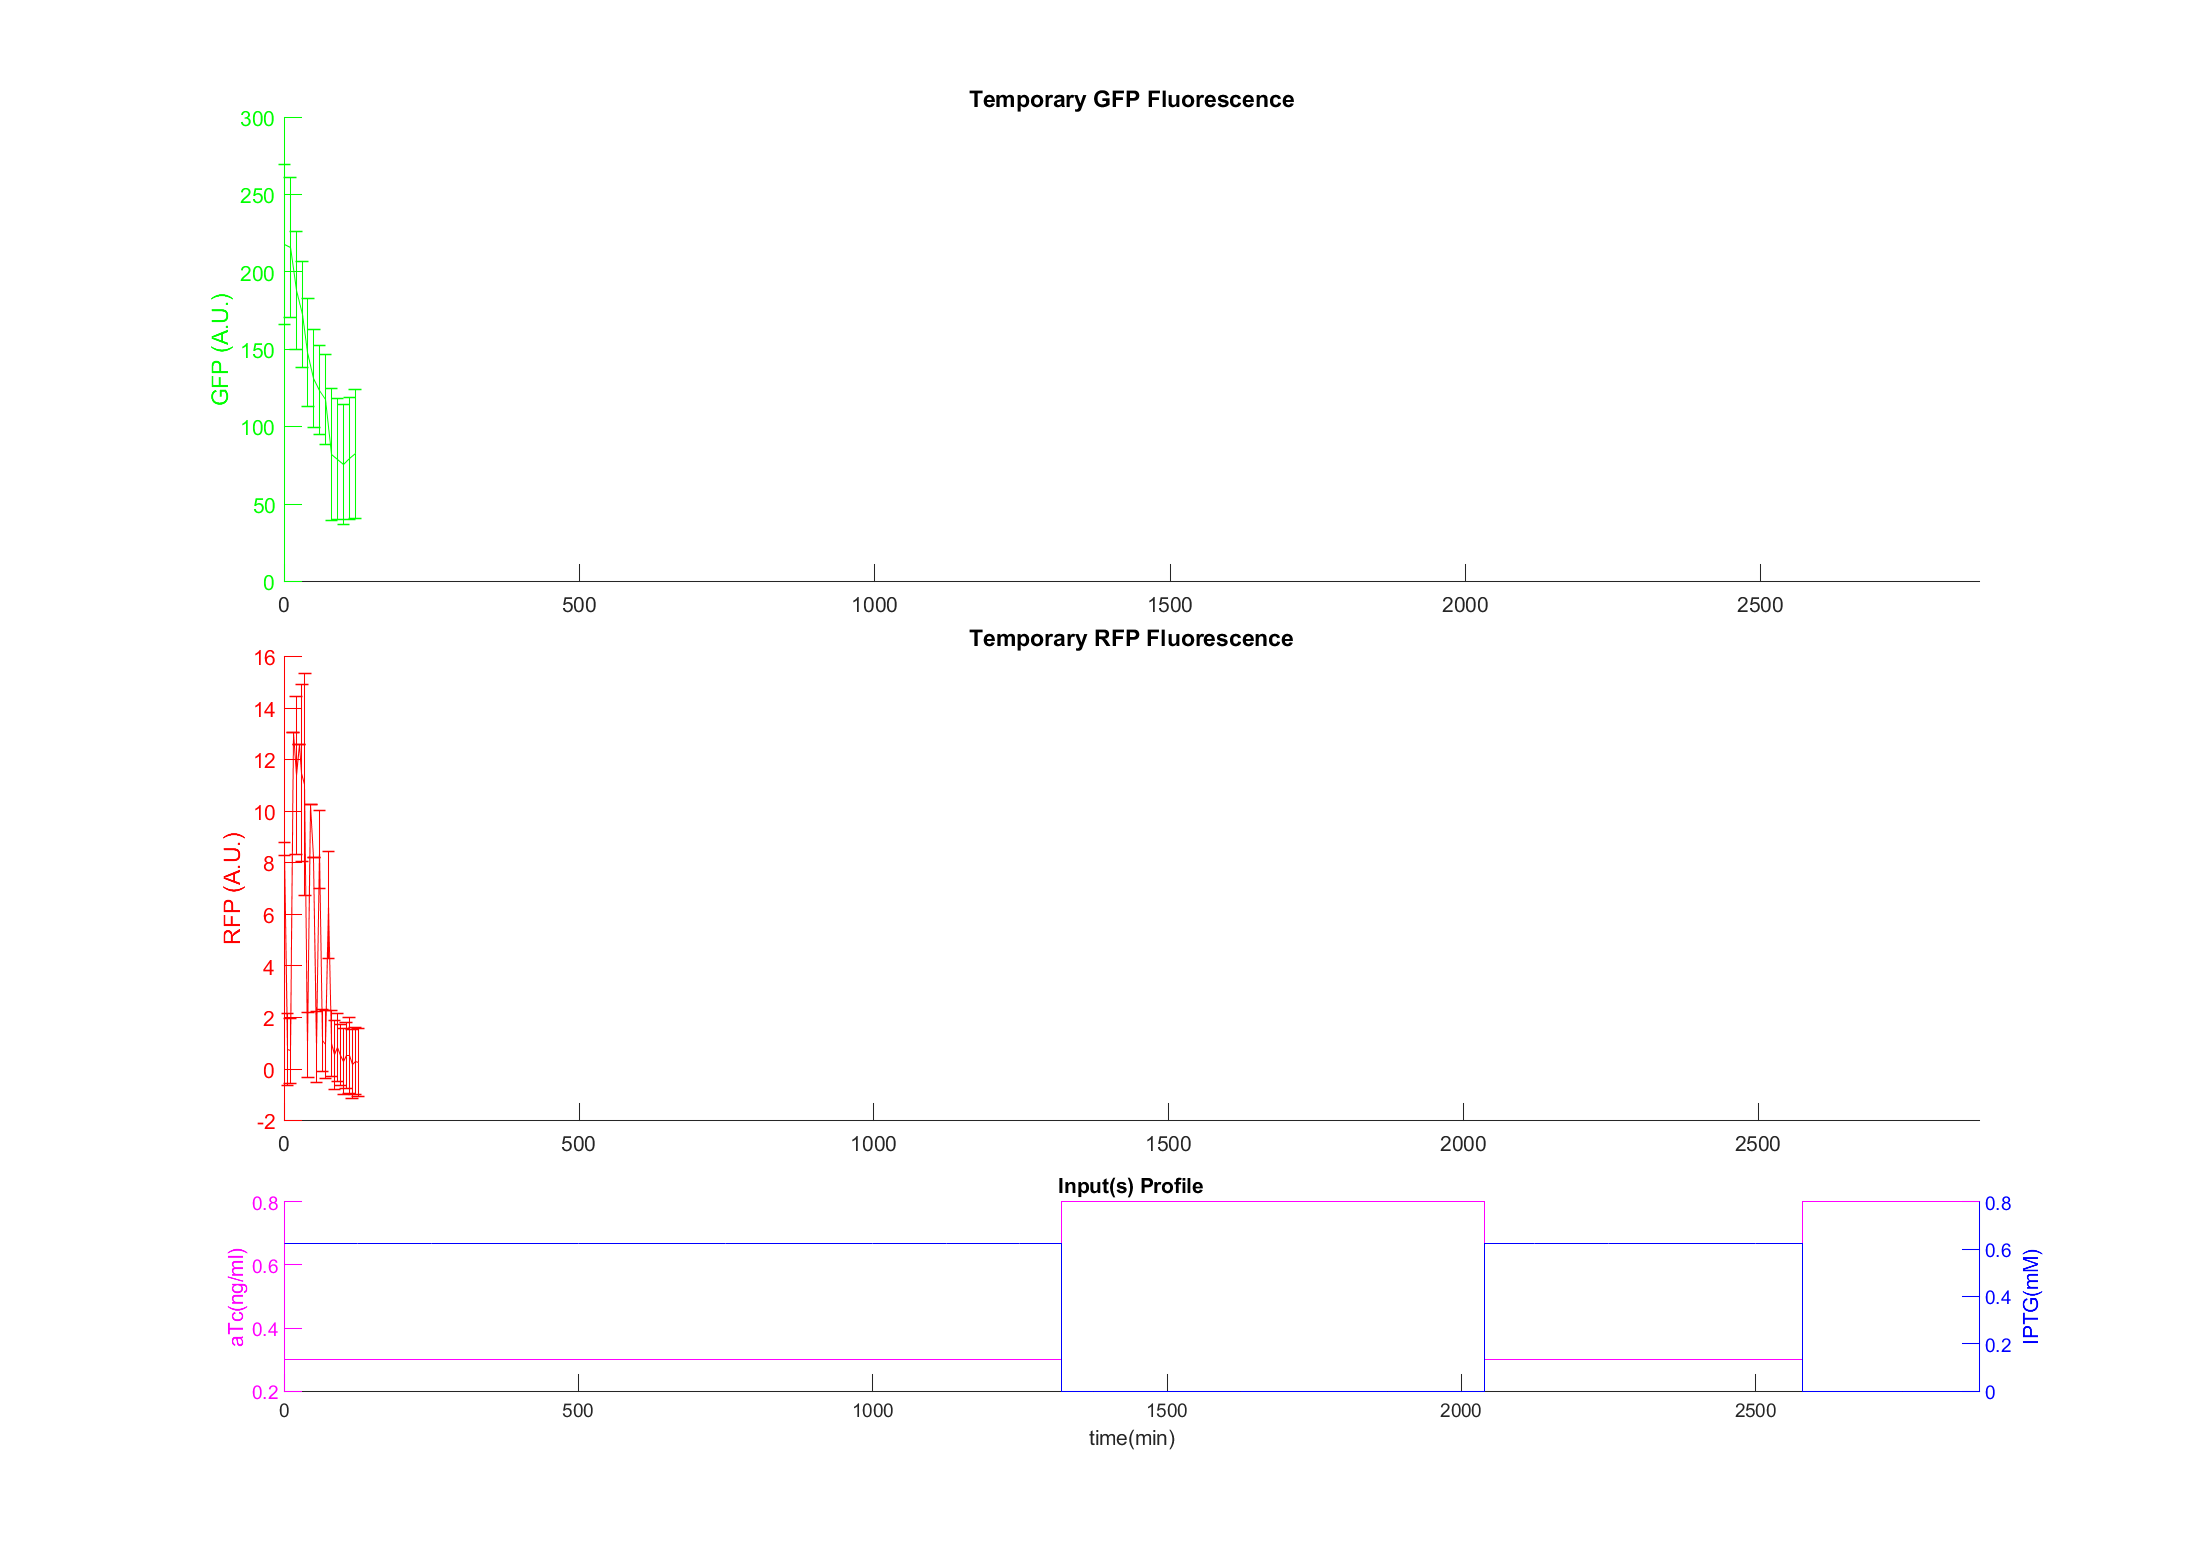 Temporary GFP Fluorescence
300
250
200
150
100
50
0
GFP (A.U.)
0 500 1000 1500 2000 2500
Temporary RFP Fluorescence
16
14
12
10
8
6
4
2
0
-2
RFP (A.U.)
0 500 1000 1500 2000 2500
Input(s) Profile
0.8 0.8
0.6 0.6
0.4 0.4
0.2
0.2 0
aTc(ng/ml)
IPTG(mM)
0 500 1000 1500 2000 2500
time(min)